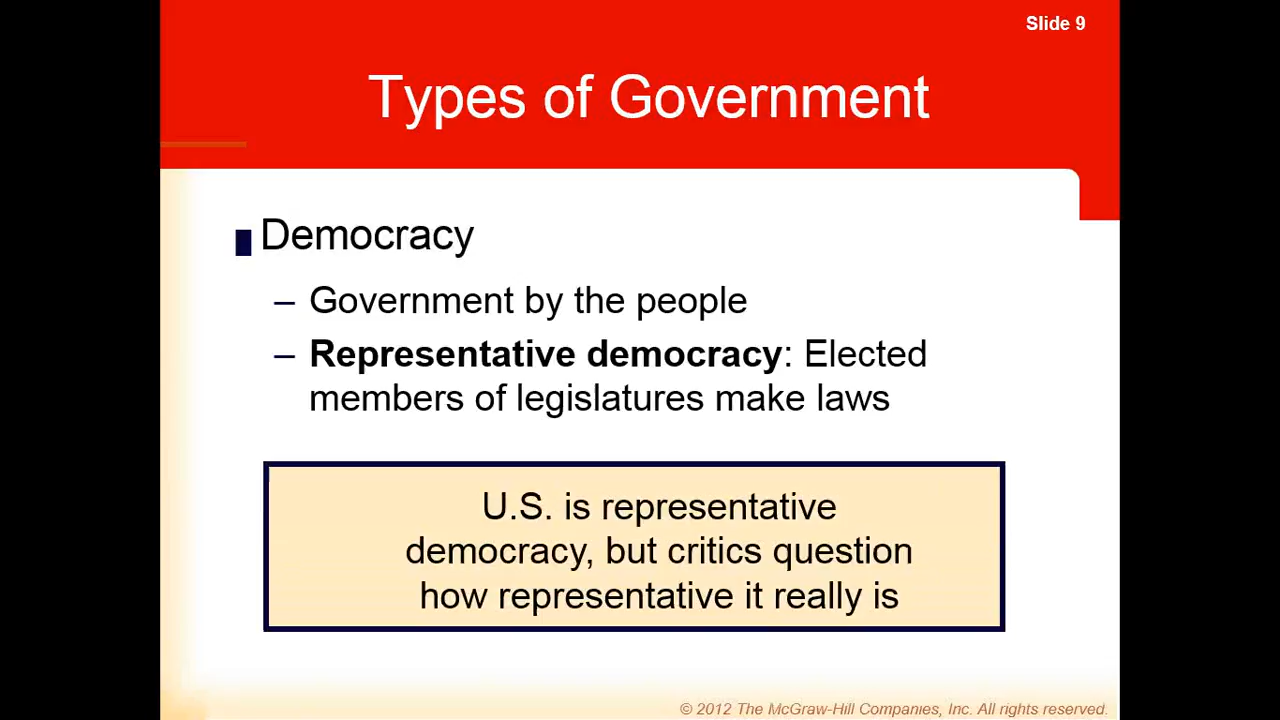 Slide 9
Types of Government
Democracy
– Government by the people
– Representative democracy: Elected
members of legislatures make laws
U.S. is representative
democracy, but critics question
how representative it really is
© 2012 The McGraw-Hill Companies, Inc. All rights reserved.